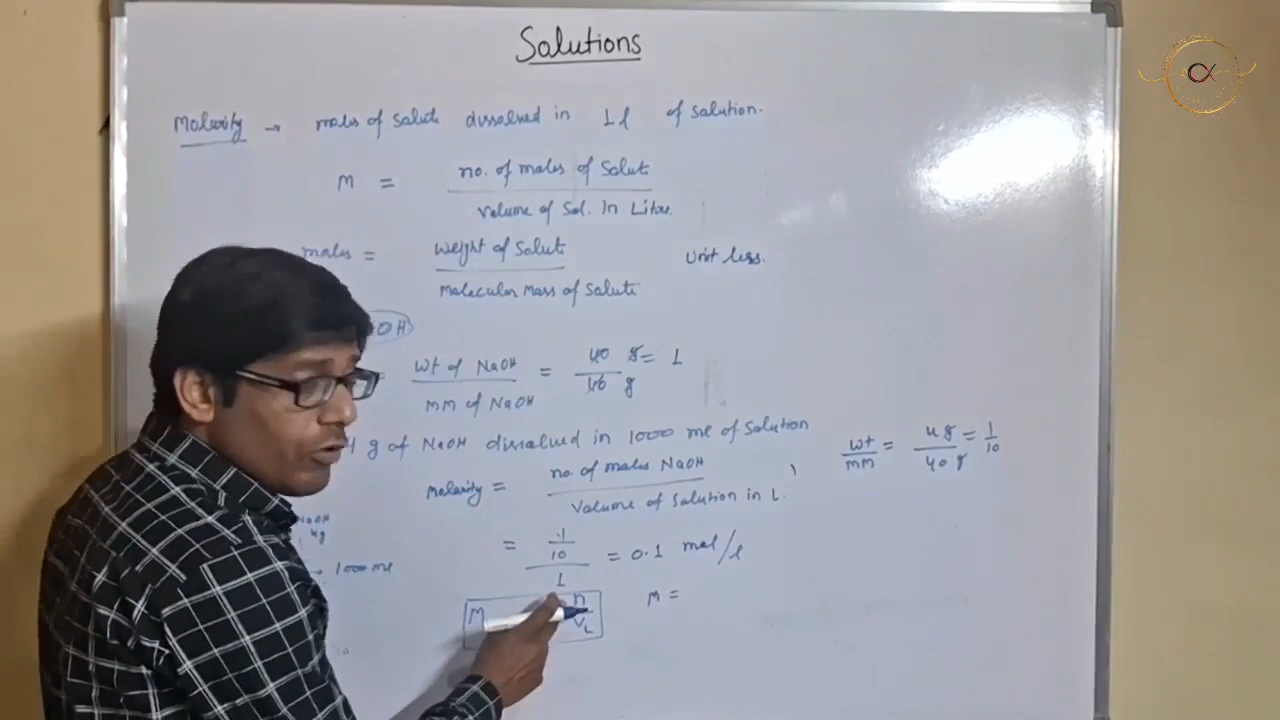 Solutions
Molarity → moles of Solute dissolved in 1 l of Solution.
M = no. of moles of Solute / Volume of Sol. In Litre.
moles = Weight of Solute / Molecular Mass of Solute
Unit less.
OH
= Wt of NaOH / MM of NaOH = 40 g / 40 g = 1
4 g of NaOH dissolved in 1000 ml of Solution
Molarity = no. of moles NaOH / Volume of Solution in L. ,
wt / mm = 4 g / 40 g = 1/10
NaOH
4g
→ 1000 ml
= 1/10 / 1 = 0.1 mol/l
M n / V L
M =